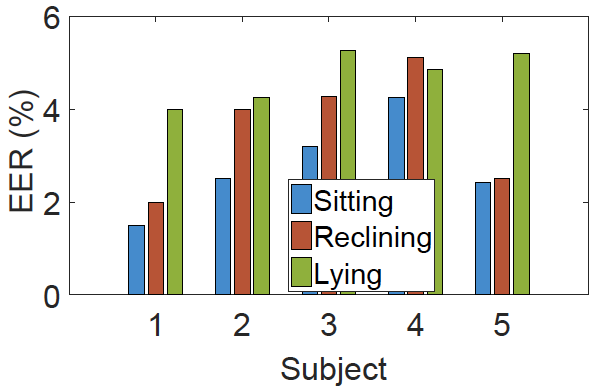 EER (%)
6
4
2
0
Sitting
Reclining
Lying
1 2 3 4 5
Subject